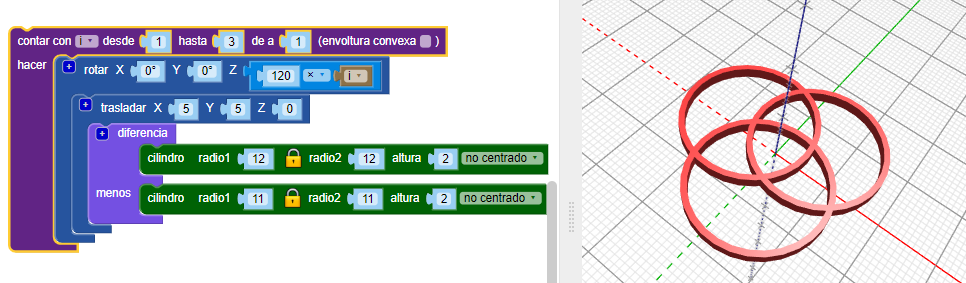 contar con i desde 1 hasta 3 de a 1 (envoltura convexa )
hacer
rotar X 0° Y 0° Z 120 × i
trasladar X 5 Y 5 Z 0
diferencia
cilindro radio1 12 radio2 12 altura 2 no centrado
menos
cilindro radio1 11 radio2 11 altura 2 no centrado